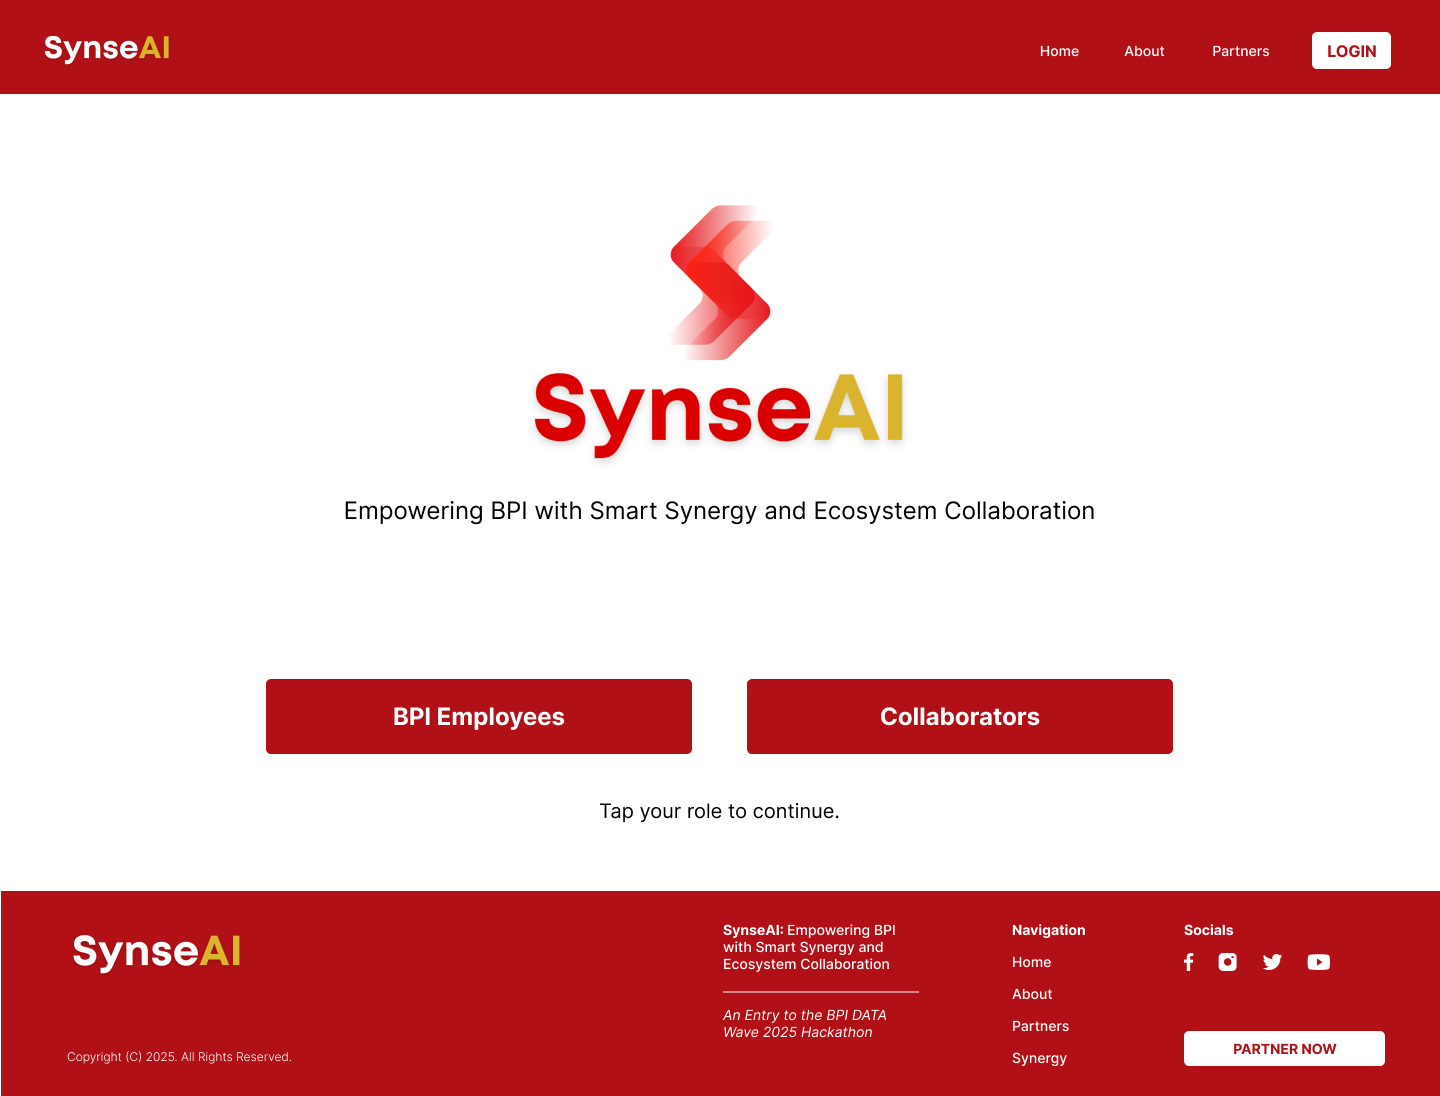 SynseAI
Home
About
Partners
LOGIN
SynseAI
Empowering BPI with Smart Synergy and Ecosystem Collaboration
BPI Employees
Collaborators
Tap your role to continue.
SynseAI
Copyright (C) 2025. All Rights Reserved.
SynseAI: Empowering BPI
with Smart Synergy and
Ecosystem Collaboration
An Entry to the BPI DATA
Wave 2025 Hackathon
Navigation
Home
About
Partners
Synergy
Socials
PARTNER NOW